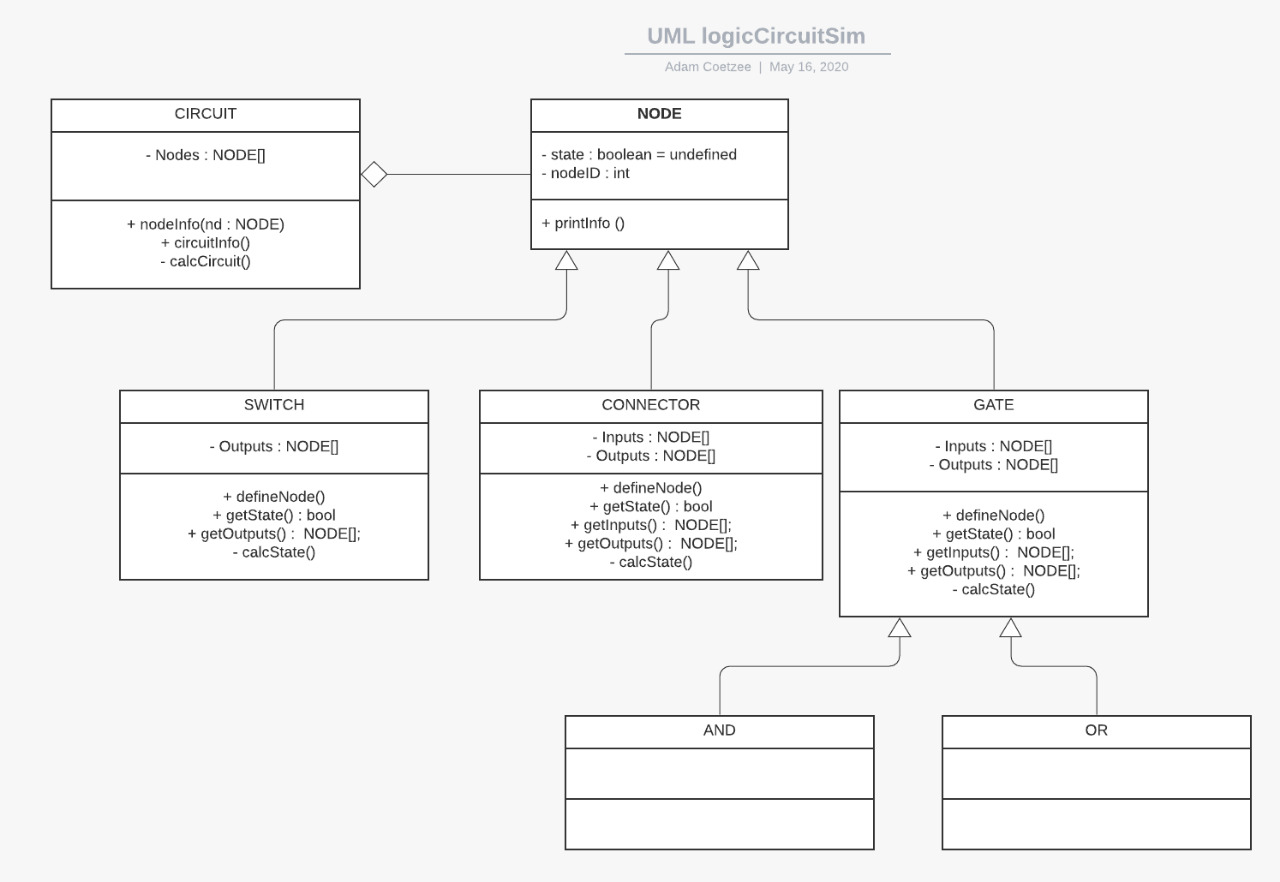 UML logicCircuitSim
Adam Coetzee | May 16, 2020
CIRCUIT
- Nodes : NODE[]
+ nodeInfo(nd : NODE)
+ circuitInfo()
- calcCircuit()
NODE
- state : boolean = undefined
- nodeID : int
+ printInfo ()
SWITCH
- Outputs : NODE[]
+ defineNode()
+ getState() : bool
+ getOutputs() :  NODE[];
- calcState()
CONNECTOR
- Inputs : NODE[]
- Outputs : NODE[]
+ defineNode()
+ getState() : bool
+ getInputs() :  NODE[];
+ getOutputs() :  NODE[];
- calcState()
GATE
- Inputs : NODE[]
- Outputs : NODE[]
+ defineNode()
+ getState() : bool
+ getInputs() :  NODE[];
+ getOutputs() :  NODE[];
- calcState()
AND
OR